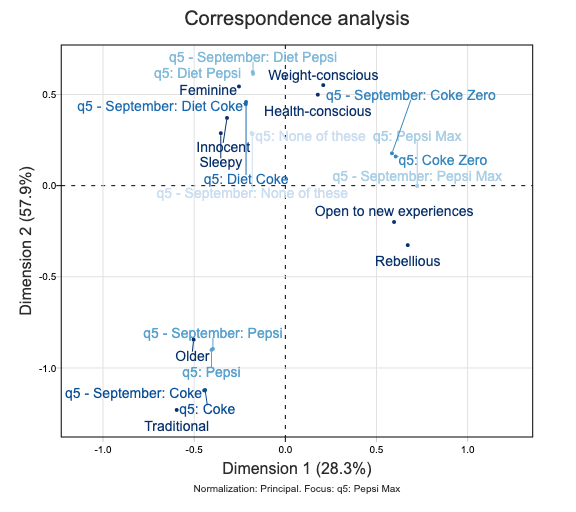 Correspondence analysis
q5 - September: Diet Pepsi
q5: Diet Pepsi
Weight-conscious
Feminine
q5 - September: Coke Zero
0.5
q5 - September: Diet Coke
Health-conscious
q5: None of these
q5: Pepsi Max
Innocent
Sleepy
q5: Coke Zero
q5: Diet Coke
q5 - September: Pepsi Max
0.0
q5 - September: None of these
Open to new experiences
Rebellious
-0.5
q5 - September: Pepsi
Older
-1.0
q5: Pepsi
q5 - September: Coke
q5: Coke
Traditional
Dimension 2 (57.9%)
-1.0 -0.5 0.0 0.5 1.0
Dimension 1 (28.3%)
Normalization: Principal. Focus: q5: Pepsi Max